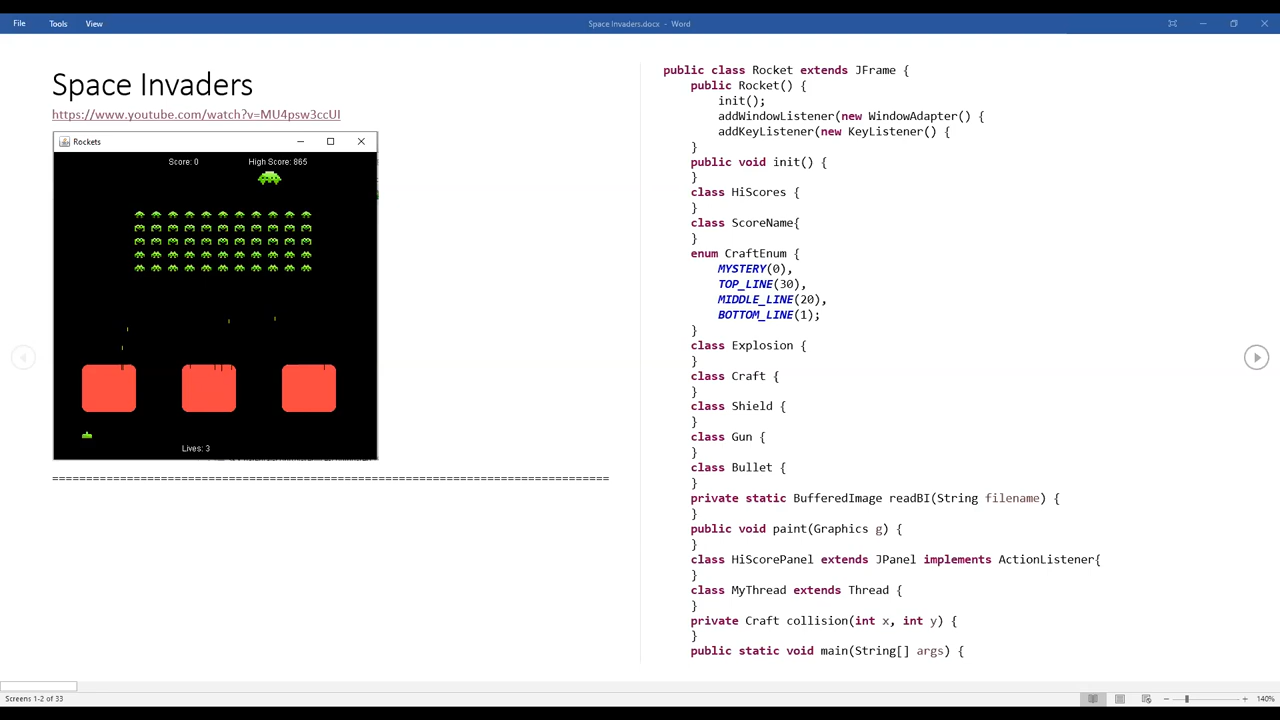 File Tools View
Space Invaders.docx - Word
Space Invaders
https://www.youtube.com/watch?v=MU4psw3ccUI
Rockets
Score: 0 High Score: 865
Lives: 3
==================================================================================
public class Rocket extends JFrame {
public Rocket() {
init();
addWindowListener(new WindowAdapter() {
addKeyListener(new KeyListener() {
}
public void init() {
}
class HiScores {
}
class ScoreName{
}
enum CraftEnum {
MYSTERY(0),
TOP_LINE(30),
MIDDLE_LINE(20),
BOTTOM_LINE(1);
}
class Explosion {
}
class Craft {
}
class Shield {
}
class Gun {
}
class Bullet {
}
private static BufferedImage readBI(String filename) {
}
public void paint(Graphics g) {
}
class HiScorePanel extends JPanel implements ActionListener{
}
class MyThread extends Thread {
}
private Craft collision(int x, int y) {
}
public static void main(String[] args) {
Screens 1-2 of 33
140%